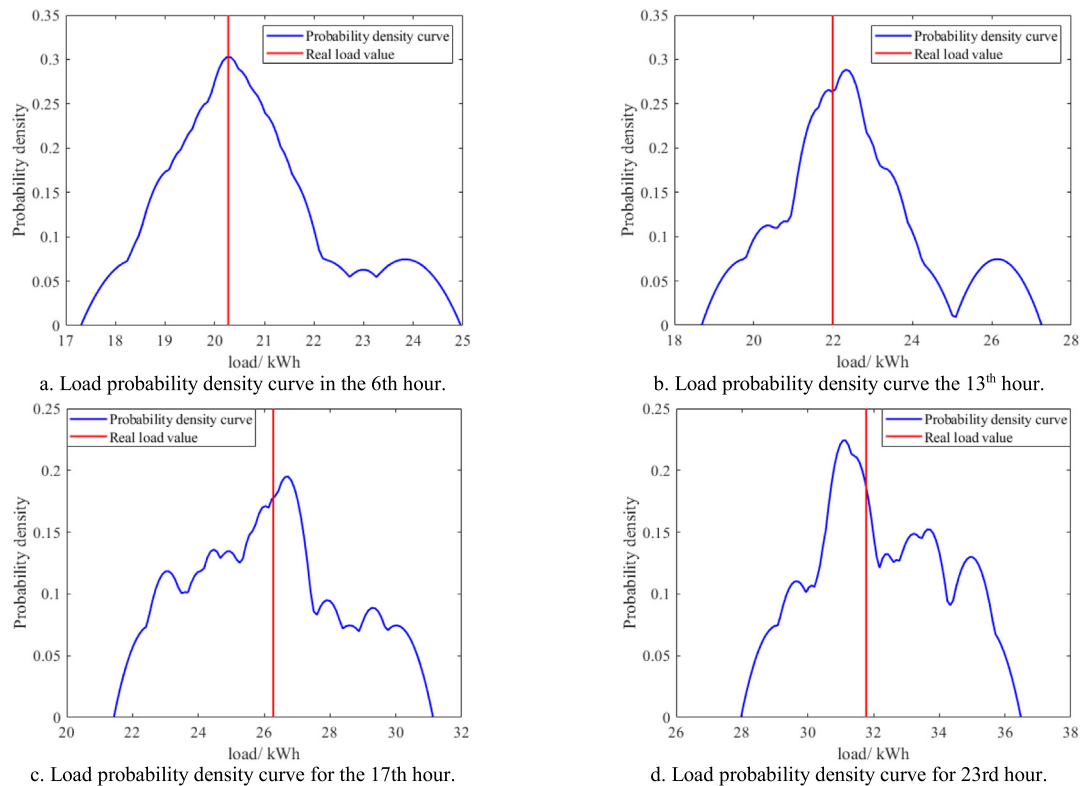 0.35
0.3
0.25
0.2
0.15
0.1
0.05
0
Probability density
Probability density curve
Real load value
17 18 19 20 21 22 23 24 25
load/ kWh
a. Load probability density curve in the 6th hour.
0.35
0.3
0.25
0.2
0.15
0.1
0.05
0
Probability density
Probability density curve
Real load value
18 20 22 24 26 28
load/ kWh
b. Load probability density curve the 13th hour.
0.25
0.2
0.15
0.1
0.05
0
Probability density
Probability density curve
Real load value
20 22 24 26 28 30 32
load/ kWh
c. Load probability density curve for the 17th hour.
0.25
0.2
0.15
0.1
0.05
0
Probability density
Probability density curve
Real load value
26 28 30 32 34 36 38
load/ kWh
d. Load probability density curve for 23rd hour.